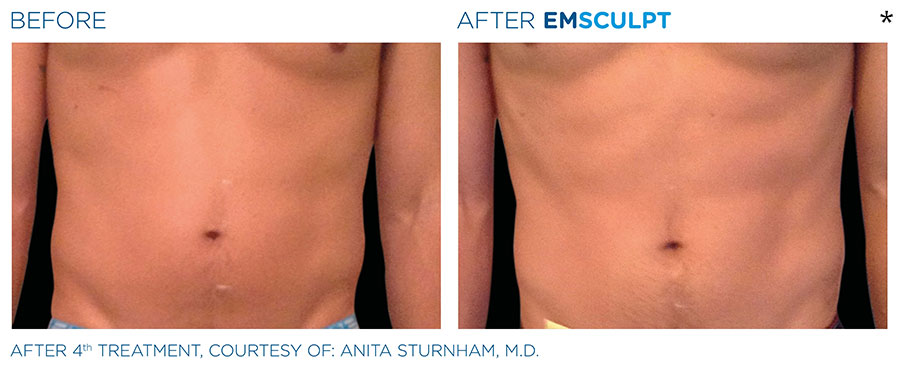 BEFORE
AFTER EMSCULPT *
AFTER 4th TREATMENT, COURTESY OF: ANITA STURNHAM, M.D.